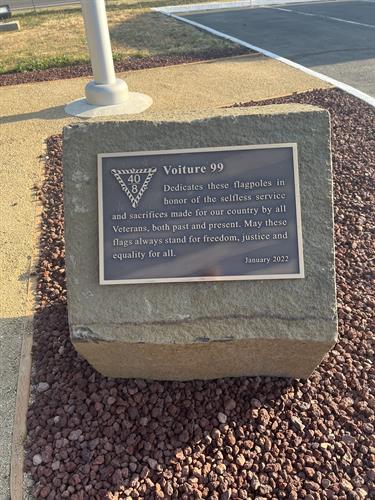 40
8
Voiture 99
Dedicates these flagpoles in
honor of the selfless service
and sacrifices made for our country by all
Veterans, both past and present. May these
flags always stand for freedom, justice and
equality for all.
January 2022